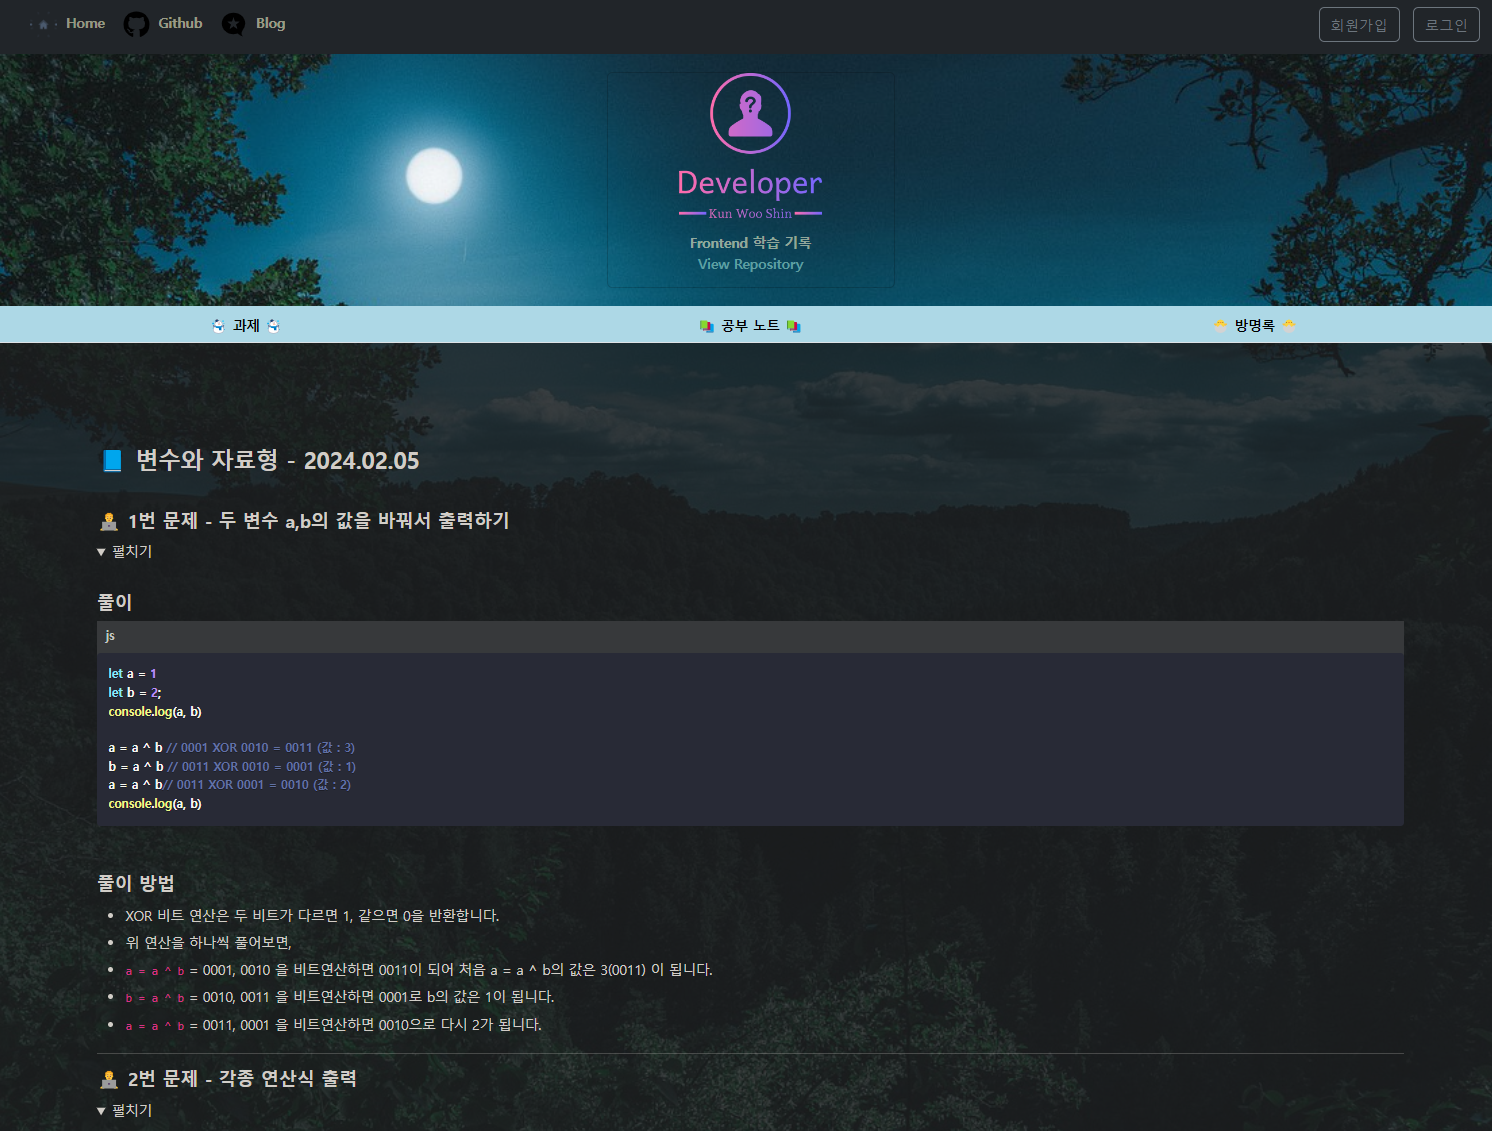 Home Github Blog 회원가입 로그인
?
Developer
Kun Woo Shin
Frontend 학습 기록
View Repository
과제 공부 노트 방명록
변수와 자료형 - 2024.02.05
1번 문제 - 두 변수 a,b의 값을 바꿔서 출력하기
▼ 펼치기
풀이
js
let a = 1
let b = 2;
console.log(a, b)
a = a ^ b // 0001 XOR 0010 = 0011 (값 : 3)
b = a ^ b // 0011 XOR 0010 = 0001 (값 : 1)
a = a ^ b// 0011 XOR 0001 = 0010 (값 : 2)
console.log(a, b)
풀이 방법
• XOR 비트 연산은 두 비트가 다르면 1, 같으면 0을 반환합니다.
• 위 연산을 하나씩 풀어보면,
• a = a ^ b = 0001, 0010 을 비트연산하면 0011이 되어 처음 a = a ^ b의 값은 3(0011) 이 됩니다.
• b = a ^ b = 0010, 0011 을 비트연산하면 0001로 b의 값은 1이 됩니다.
• a = a ^ b = 0011, 0001 을 비트연산하면 0010으로 다시 2가 됩니다.
2번 문제 - 각종 연산식 출력
▼ 펼치기